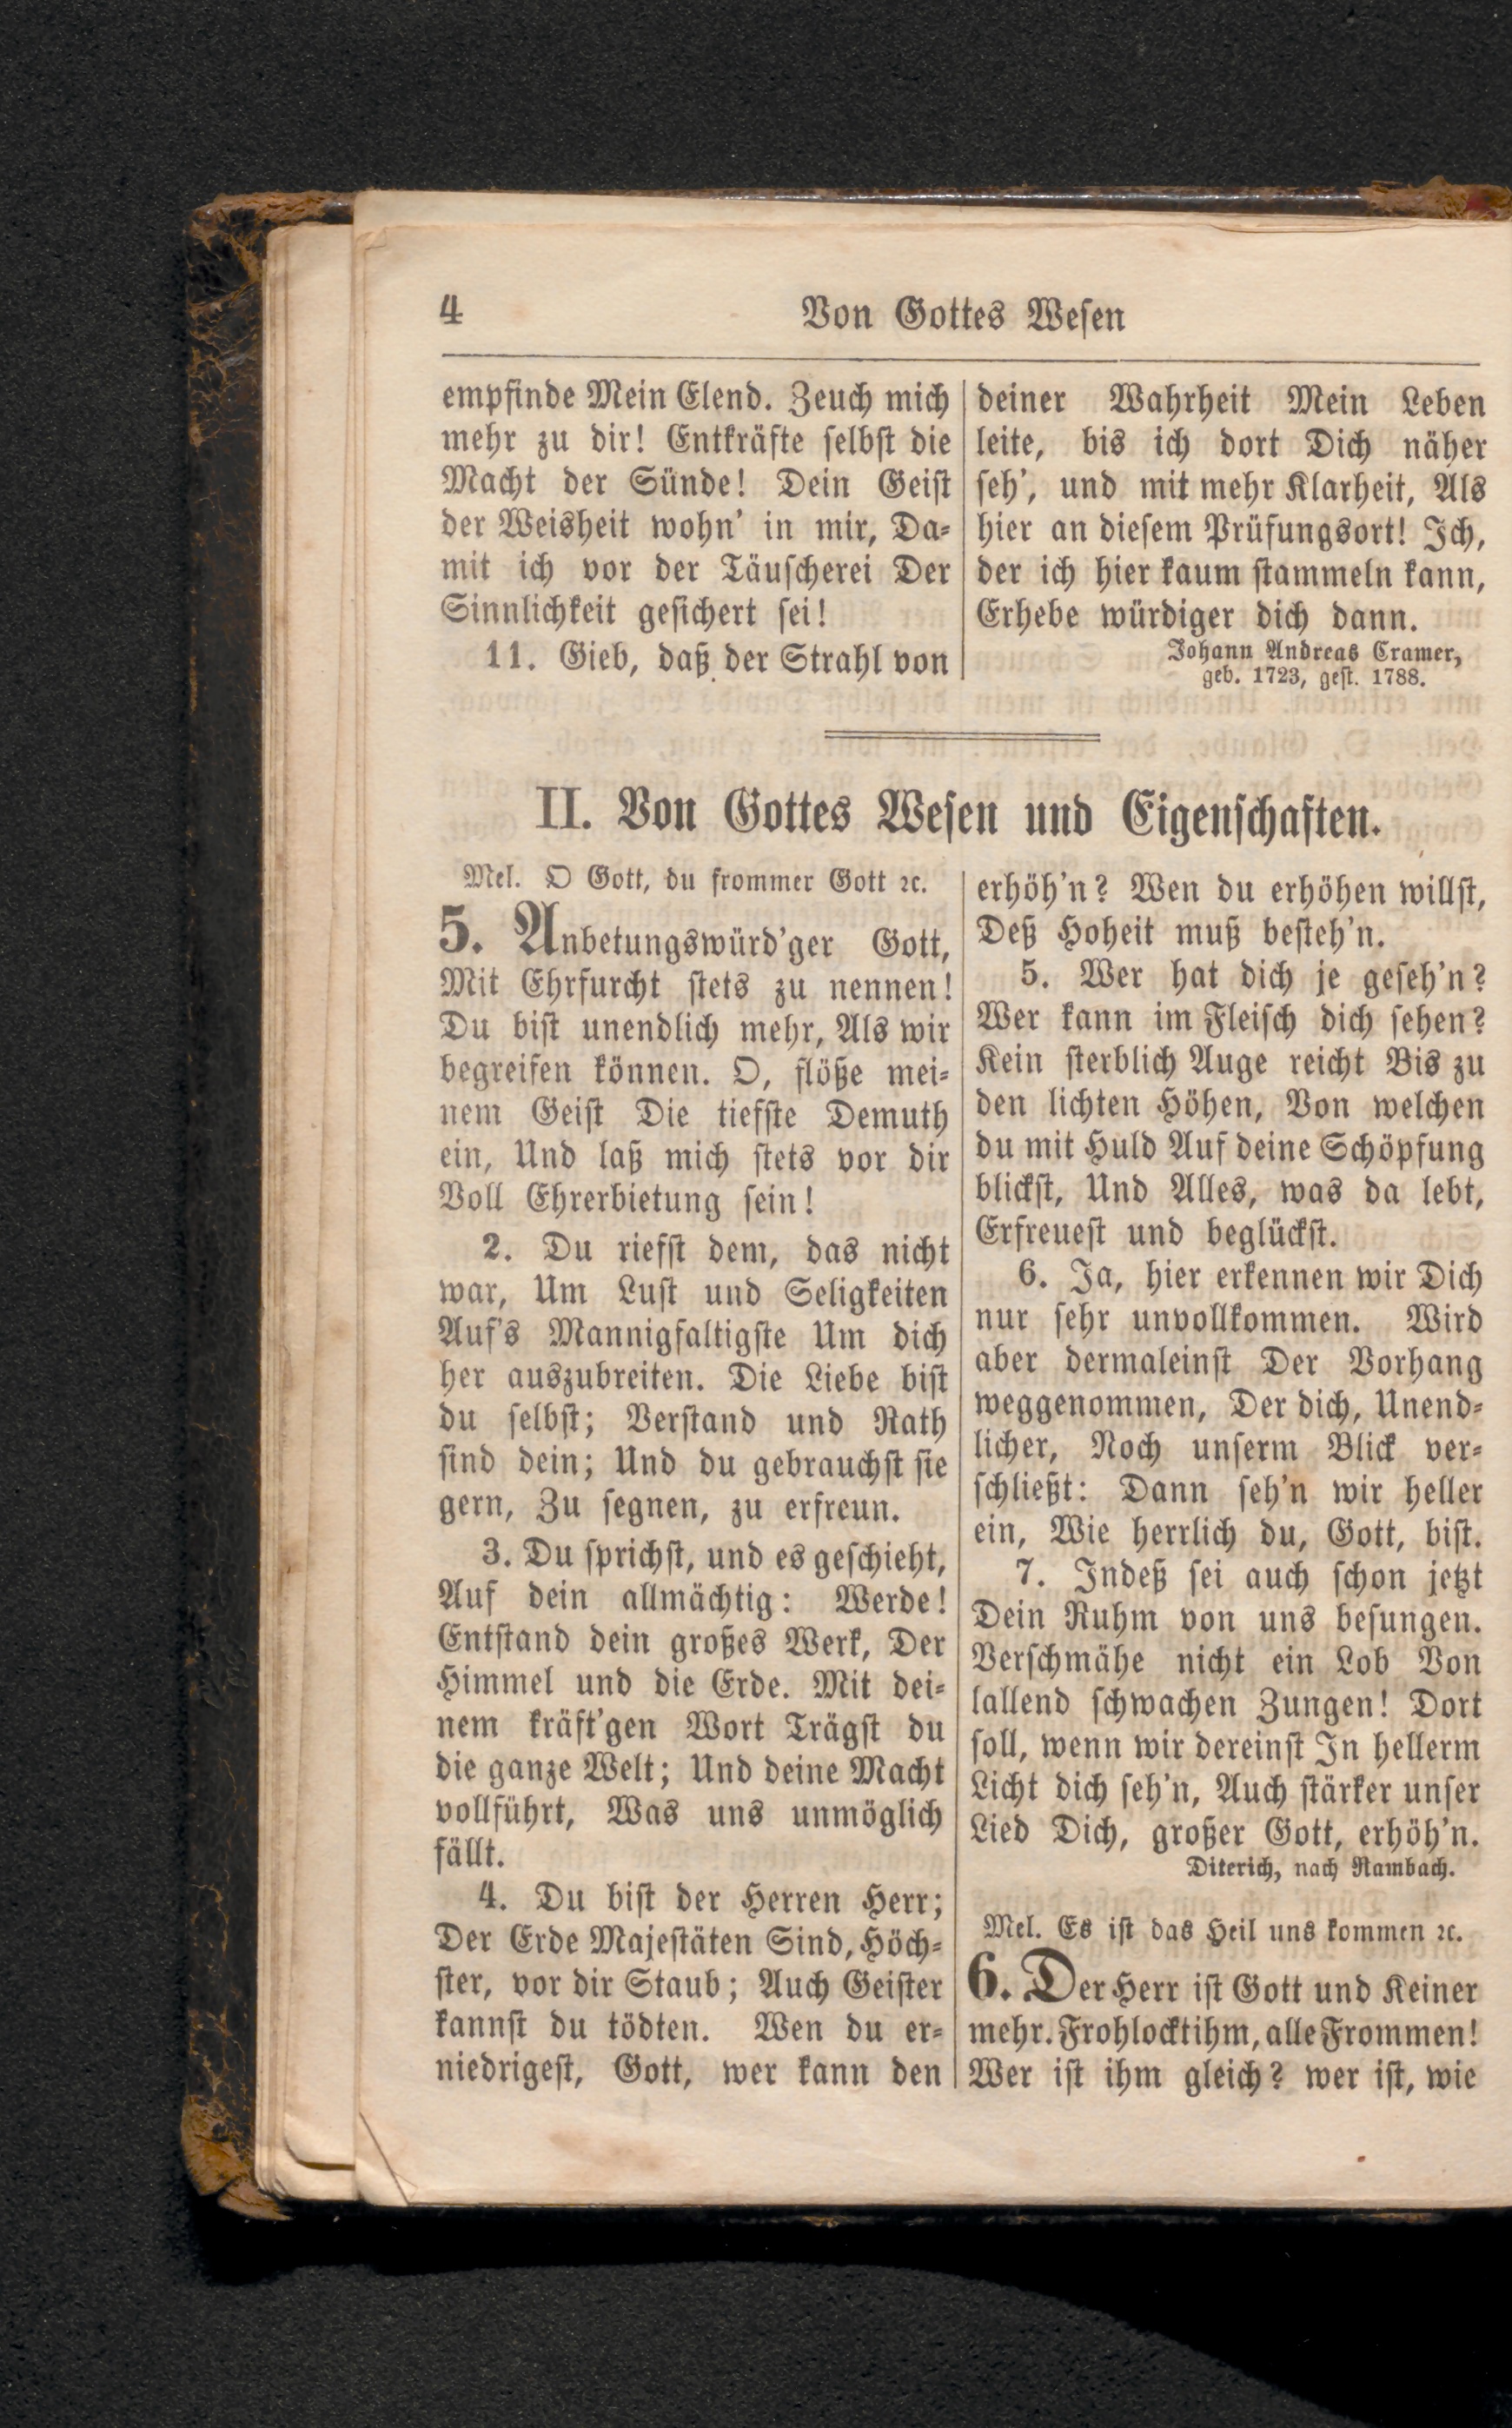 4
Von Gottes Wesen
empfinde Mein Elend. Zeuch mich
mehr zu dir! Entkräfte selbst die
Macht der Sünde! Dein Geist
der Weisheit wohn' in mir, Da-
mit ich vor der Täuscherei Der
Sinnlichkeit gesichert sei!
11. Gieb, daß der Strahl von
deiner Wahrheit Mein Leben
leite, bis ich dort Dich näher
seh', und mit mehr Klarheit, Als
hier an diesem Prüfungsort! Ich,
der ich hier kaum stammeln kann,
Erhebe würdiger dich dann.
Johann Andreas Cramer,
geb. 1723, gest. 1788.
II. Von Gottes Wesen und Eigenschaften.
Mel. O Gott, du frommer Gott ꝛc.
5. Anbetungswürd'ger Gott,
Mit Ehrfurcht stets zu nennen!
Du bist unendlich mehr, Als wir
begreifen können. O, flöße mei-
nem Geist Die tiefste Demuth
ein, Und laß mich stets vor dir
Voll Ehrerbietung sein!
2. Du riefst dem, das nicht
war, Um Lust und Seligkeiten
Auf's Mannigfaltigste Um dich
her auszubreiten. Die Liebe bist
du selbst; Verstand und Rath
sind dein; Und du gebrauchst sie
gern, Zu segnen, zu erfreun.
3. Du sprichst, und es geschieht,
Auf dein allmächtig: Werde!
Entstand dein großes Werk, Der
Himmel und die Erde. Mit dei-
nem kräft'gen Wort Trägst du
die ganze Welt; Und deine Macht
vollführt, Was uns unmöglich
fällt.
4. Du bist der Herren Herr;
Der Erde Majestäten Sind, Höch-
ster, vor dir Staub; Auch Geister
kannst du tödten. Wen du er-
niedrigest, Gott, wer kann den
erhöh'n? Wen du erhöhen willst,
Deß Hoheit muß besteh'n.
5. Wer hat dich je geseh'n?
Wer kann im Fleisch dich sehen?
Kein sterblich Auge reicht Bis zu
den lichten Höhen, Von welchen
du mit Huld Auf deine Schöpfung
blickst, Und Alles, was da lebt,
Erfreuest und beglückst.
6. Ja, hier erkennen wir Dich
nur sehr unvollkommen. Wird
aber dermaleinst Der Vorhang
weggenommen, Der dich, Unend-
licher, Noch unserm Blick ver-
schließt: Dann seh'n wir heller
ein, Wie herrlich du, Gott, bist.
7. Indeß sei auch schon jetzt
Dein Ruhm von uns besungen.
Verschmähe nicht ein Lob Von
lallend schwachen Zungen! Dort
soll, wenn wir dereinst In hellerm
Licht dich seh'n, Auch stärker unser
Lied Dich, großer Gott, erhöh'n.
Diterich, nach Rambach.
Mel. Es ist das Heil uns kommen ꝛc.
6. Der Herr ist Gott und Keiner
mehr. Frohlockt ihm, alle Frommen!
Wer ist ihm gleich? wer ist, wie